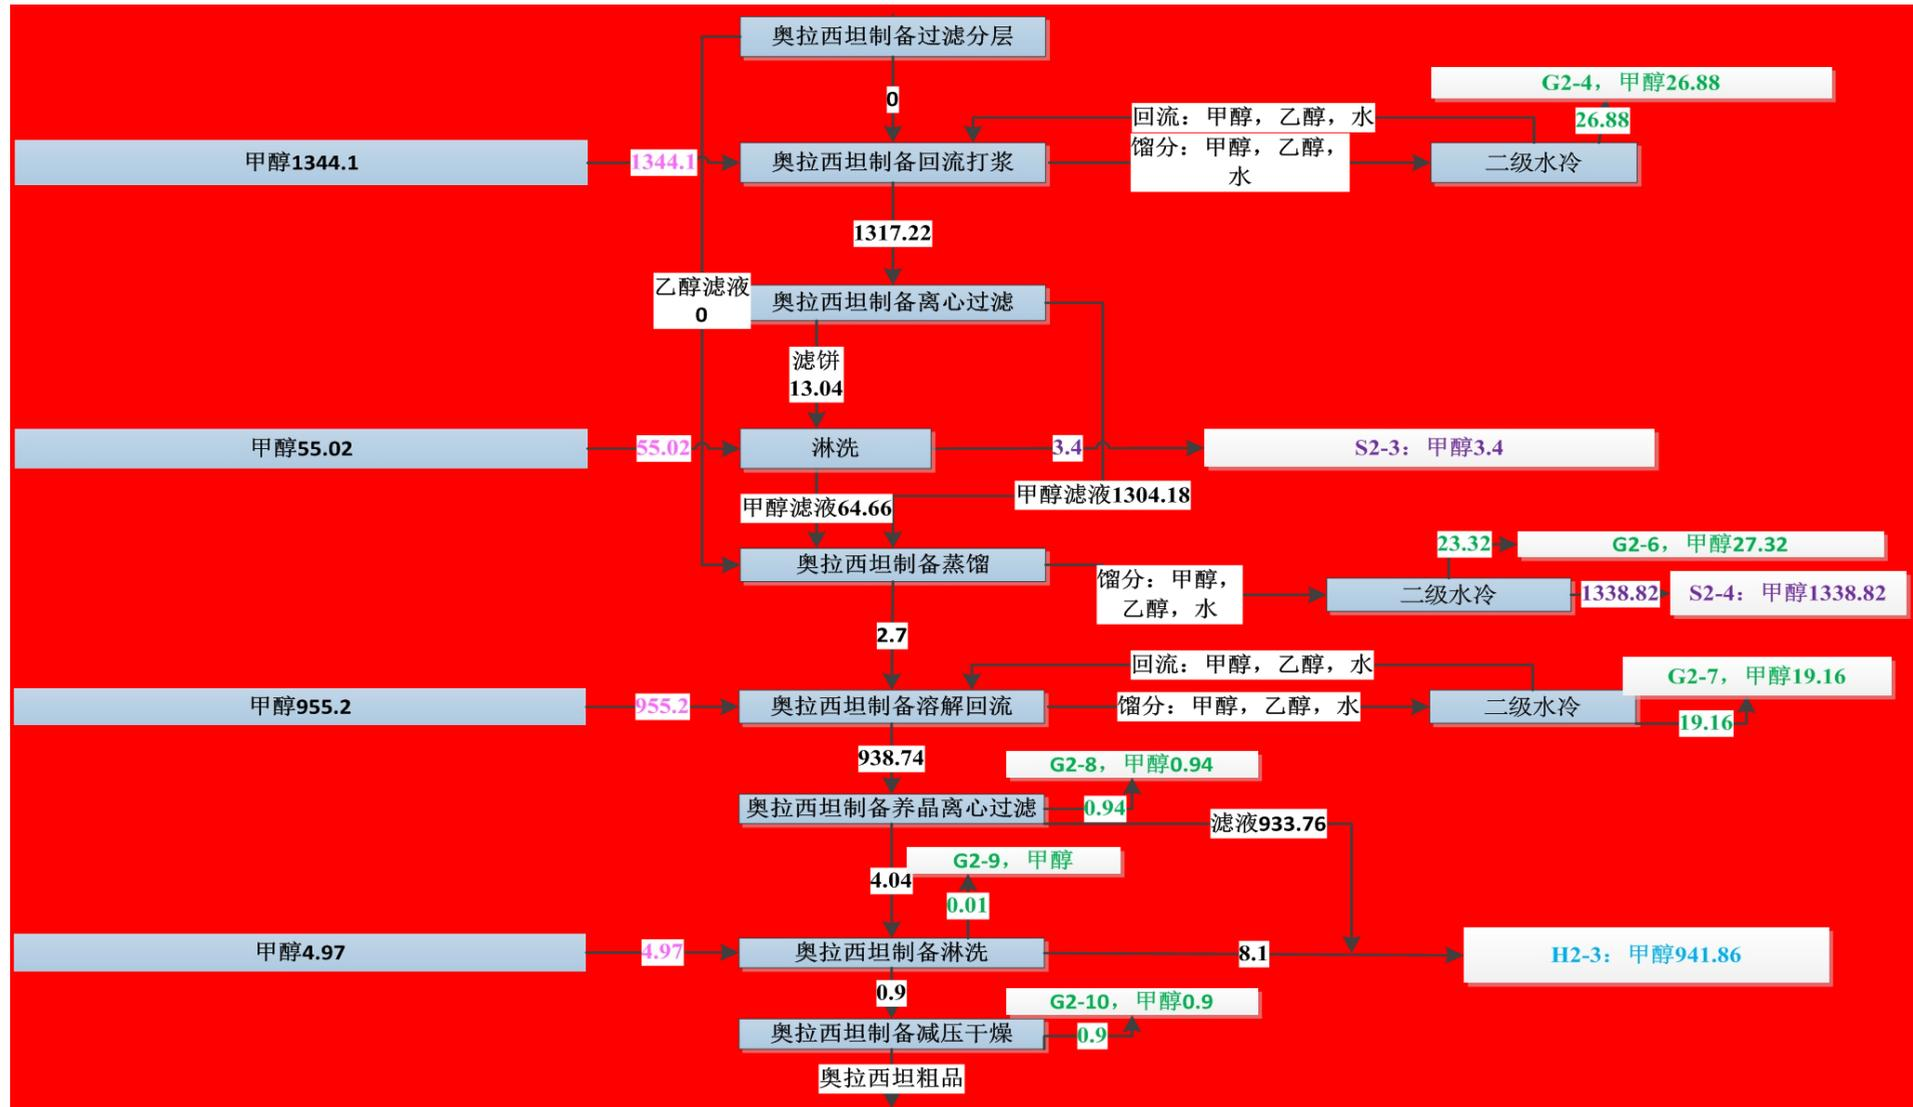 奥拉西坦制备过滤分层
0
G2-4，甲醇26.88
26.88
回流：甲醇，乙醇，水
甲醇1344.1
1344.1
奥拉西坦制备回流打浆
馏分：甲醇，乙醇，
水
二级水冷
1317.22
乙醇滤液
0
奥拉西坦制备离心过滤
滤饼
13.04
甲醇55.02
55.02
淋洗
3.4
S2-3：甲醇3.4
甲醇滤液64.66
甲醇滤液1304.18
奥拉西坦制备蒸馏
馏分：甲醇，
乙醇，水
23.32
G2-6，甲醇27.32
二级水冷
1338.82
S2-4：甲醇1338.82
2.7
回流：甲醇，乙醇，水
G2-7，甲醇19.16
甲醇955.2
955.2
奥拉西坦制备溶解回流
馏分：甲醇，乙醇，水
二级水冷
19.16
938.74
G2-8，甲醇0.94
奥拉西坦制备养晶离心过滤
0.94
滤液933.76
G2-9，甲醇
4.04
0.01
甲醇4.97
4.97
奥拉西坦制备淋洗
8.1
H2-3：甲醇941.86
0.9
G2-10，甲醇0.9
奥拉西坦制备减压干燥
0.9
奥拉西坦粗品